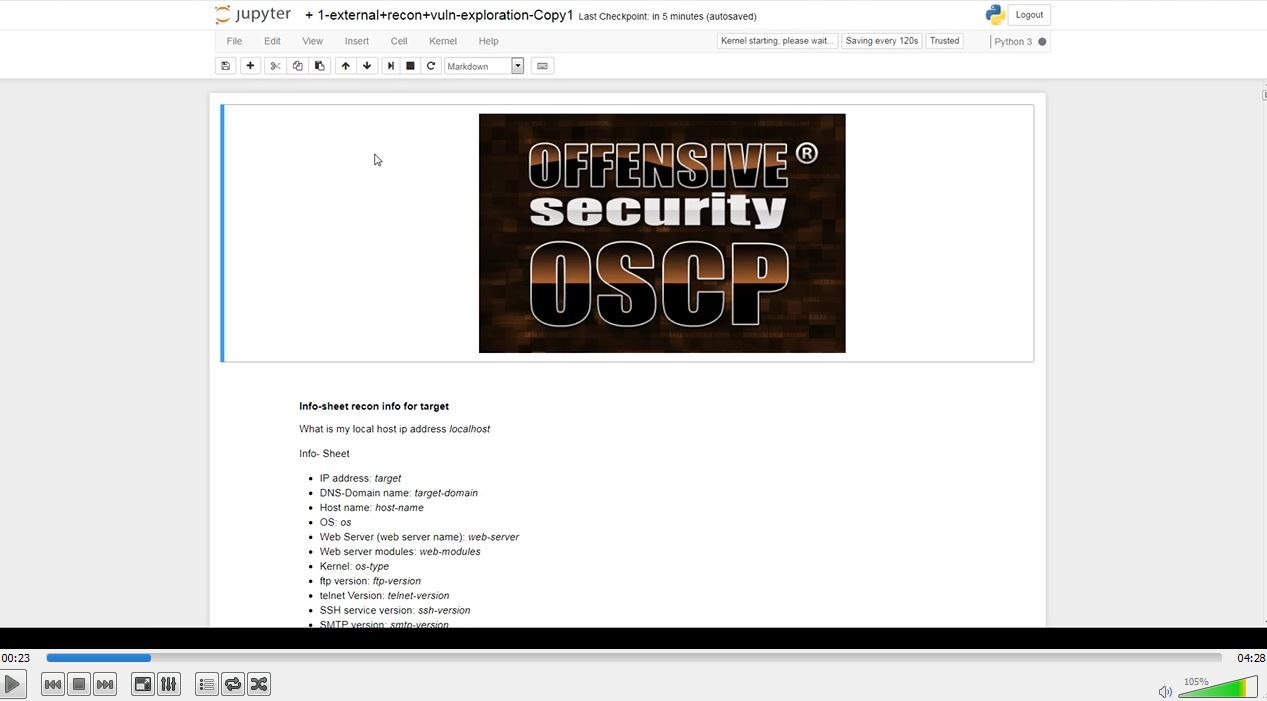 jupyter + 1-external+recon+vuln-exploration-Copy1 Last Checkpoint: in 5 minutes (autosaved) Logout
File Edit View Insert Cell Kernel Help Kernel starting, please wait... Saving every 120s Trusted Python 3
Markdown
OFFENSIVE ®
security
OSCP
Info-sheet recon info for target
What is my local host ip address localhost
Info- Sheet
• IP address: target
• DNS-Domain name: target-domain
• Host name: host-name
• OS: os
• Web Server (web server name): web-server
• Web server modules: web-modules
• Kernel: os-type
• ftp version: ftp-version
• telnet Version: telnet-version
• SSH service version: ssh-version
• SMTP version: smtp-version
00:23 04:28
105%